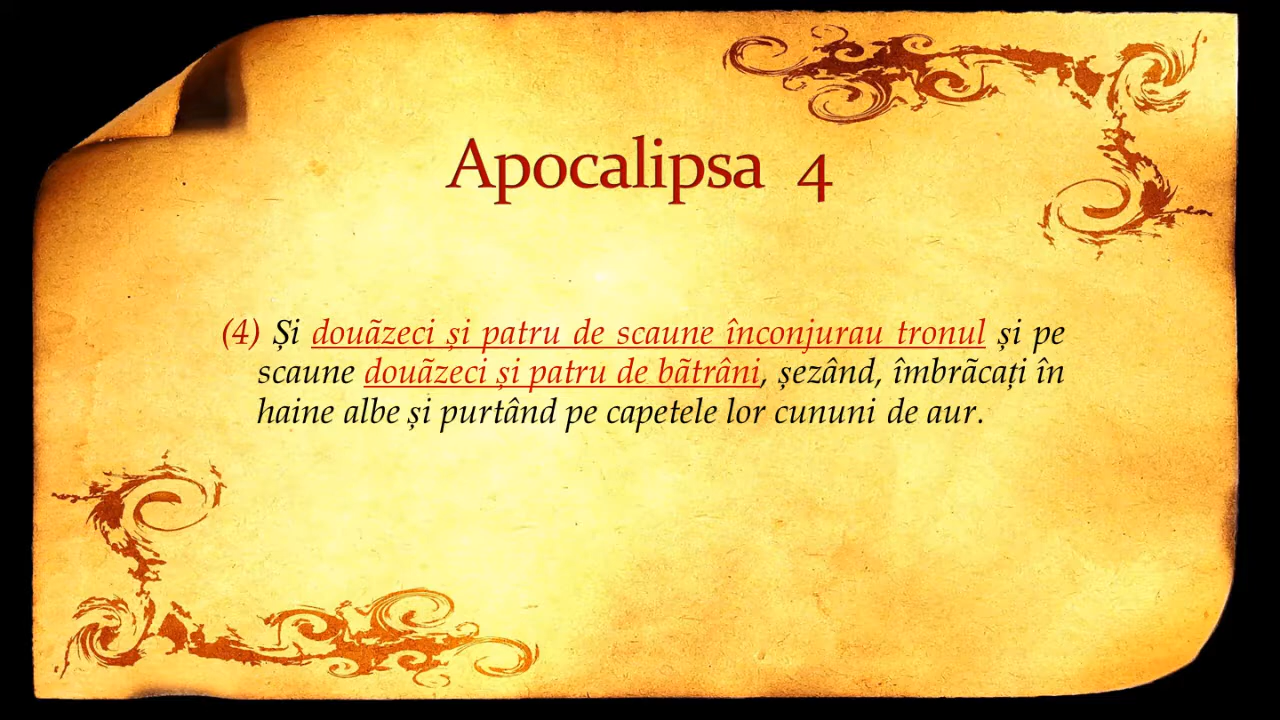 Apocalipsa 4
(4) Și douãzeci și patru de scaune înconjurau tronul și pe
scaune douãzeci și patru de bãtrâni, șezând, îmbrãcați în
haine albe și purtând pe capetele lor cununi de aur.